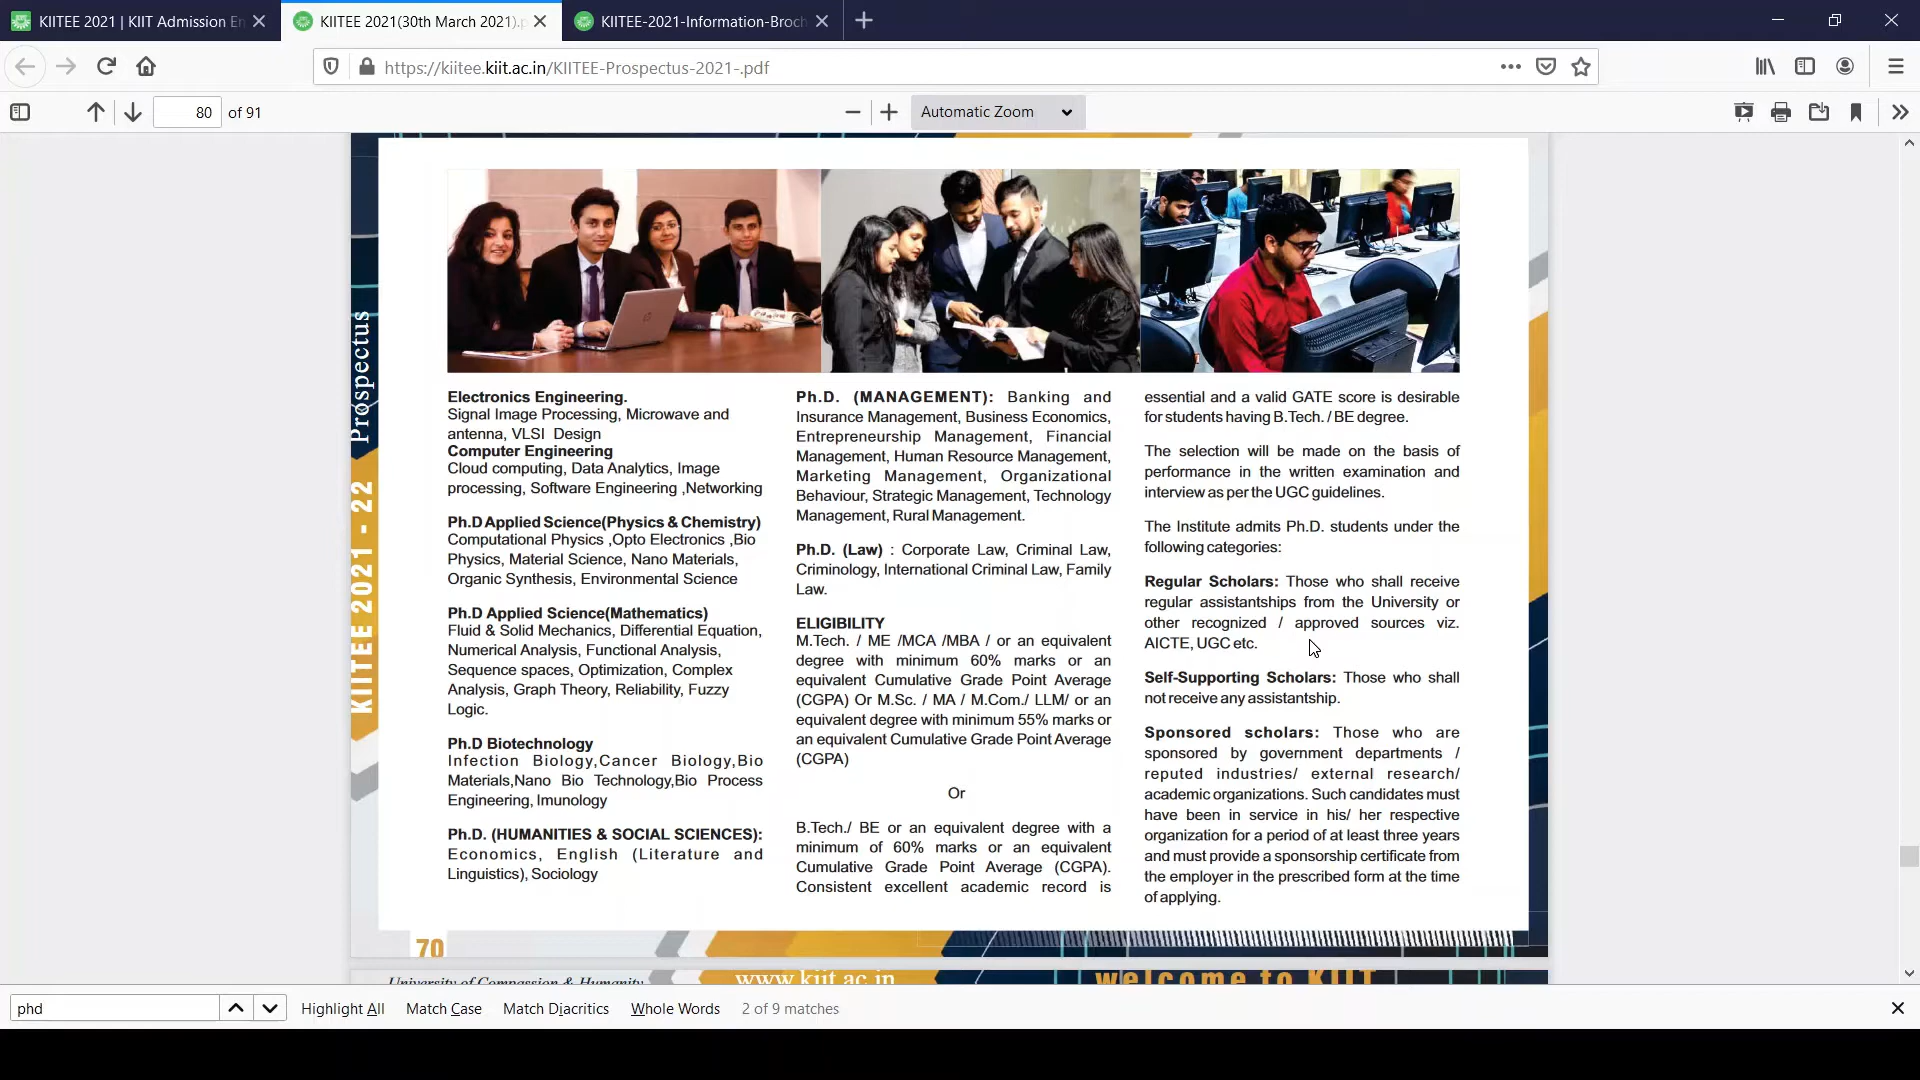 KIITEE 2021 | KIIT Admission En
KIITEE 2021(30th March 2021).p
KIITEE-2021-Information-Broch
https://kiitee.kiit.ac.in/KIITEE-Prospectus-2021-.pdf
80 of 91
Automatic Zoom
KIITEE 2021 - 22 Prospectus
Electronics Engineering.
Signal Image Processing, Microwave and
antenna, VLSI Design
Computer Engineering
Cloud computing, Data Analytics, Image
processing, Software Engineering ,Networking
Ph.D Applied Science(Physics & Chemistry)
Computational Physics ,Opto Electronics ,Bio
Physics, Material Science, Nano Materials,
Organic Synthesis, Environmental Science
Ph.D Applied Science(Mathematics)
Fluid & Solid Mechanics, Differential Equation,
Numerical Analysis, Functional Analysis,
Sequence spaces, Optimization, Complex
Analysis, Graph Theory, Reliability, Fuzzy
Logic.
Ph.D Biotechnology
Infection Biology,Cancer Biology,Bio
Materials,Nano Bio Technology,Bio Process
Engineering, Imunology
Ph.D. (HUMANITIES & SOCIAL SCIENCES):
Economics, English (Literature and
Linguistics), Sociology
Ph.D. (MANAGEMENT): Banking and
Insurance Management, Business Economics,
Entrepreneurship Management, Financial
Management, Human Resource Management,
Marketing Management, Organizational
Behaviour, Strategic Management, Technology
Management, Rural Management.
Ph.D. (Law) : Corporate Law, Criminal Law,
Criminology, International Criminal Law, Family
Law.
ELIGIBILITY
M.Tech. / ME /MCA /MBA / or an equivalent
degree with minimum 60% marks or an
equivalent Cumulative Grade Point Average
(CGPA) Or M.Sc. / MA / M.Com./ LLM/ or an
equivalent degree with minimum 55% marks or
an equivalent Cumulative Grade Point Average
(CGPA)
Or
B.Tech./ BE or an equivalent degree with a
minimum of 60% marks or an equivalent
Cumulative Grade Point Average (CGPA).
Consistent excellent academic record is
essential and a valid GATE score is desirable
for students having B.Tech. / BE degree.
The selection will be made on the basis of
performance in the written examination and
interview as per the UGC guidelines.
The Institute admits Ph.D. students under the
following categories:
Regular Scholars: Those who shall receive
regular assistantships from the University or
other recognized / approved sources viz.
AICTE, UGC etc.
Self-Supporting Scholars: Those who shall
not receive any assistantship.
Sponsored scholars: Those who are
sponsored by government departments /
reputed industries/ external research/
academic organizations. Such candidates must
have been in service in his/ her respective
organization for a period of at least three years
and must provide a sponsorship certificate from
the employer in the prescribed form at the time
of applying.
70
University of Compassion & Humanity
www.kiit.ac.in
welcome to KIIT
phd
Highlight All
Match Case
Match Diacritics
Whole Words
2 of 9 matches